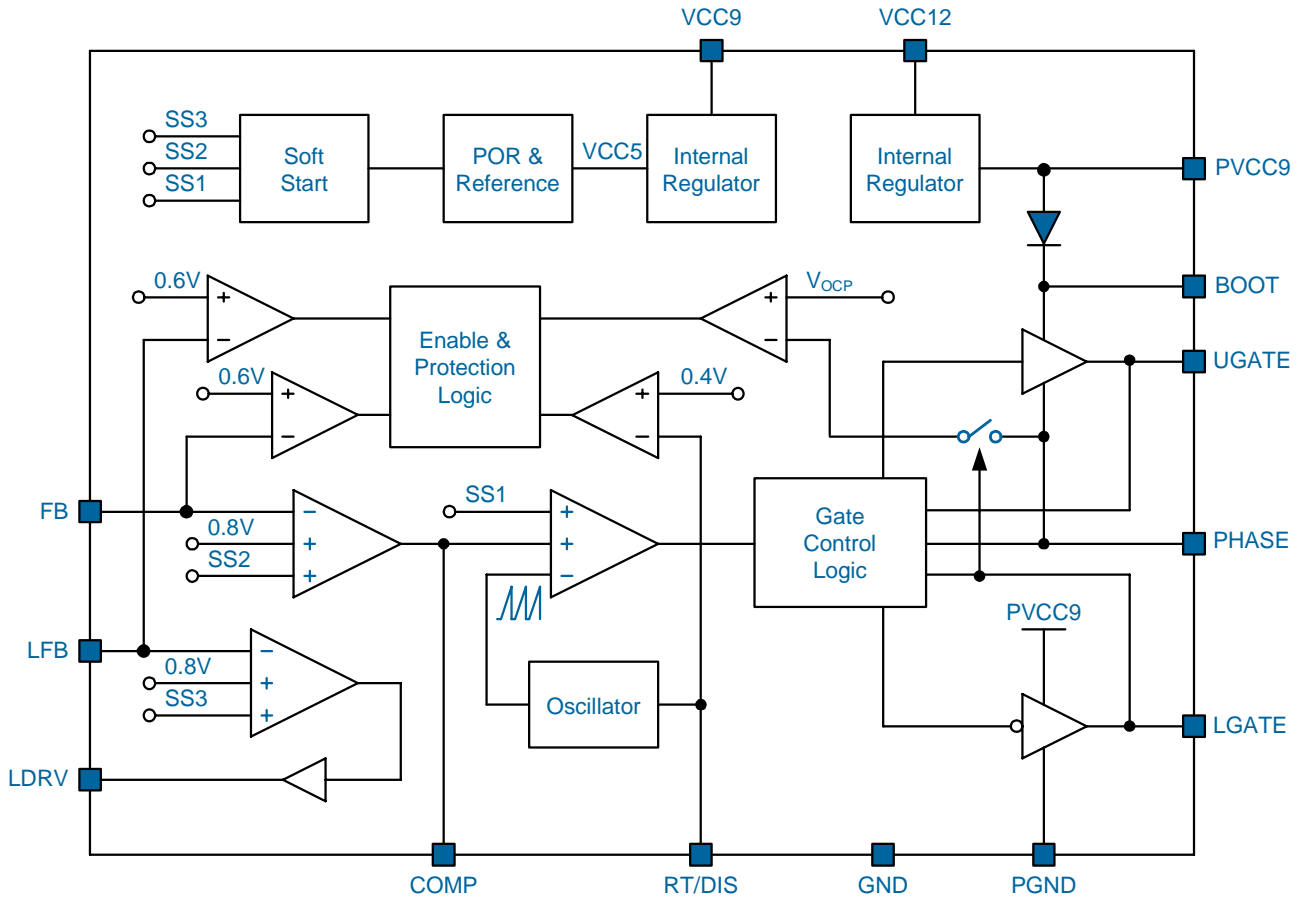 VCC9
VCC12
SS3
SS2
SS1
Soft
Start
POR &
Reference
VCC5
Internal
Regulator
Internal
Regulator
PVCC9
0.6V
+
−
Enable &
Protection
Logic
+
−
VOCP
BOOT
0.6V
+
−
+
−
0.4V
UGATE
FB
0.8V
SS2
−
+
+
SS1
+
+
−
Gate
Control
Logic
PHASE
LFB
0.8V
SS3
−
+
+
Oscillator
PVCC9
LGATE
LDRV
COMP
RT/DIS
GND
PGND